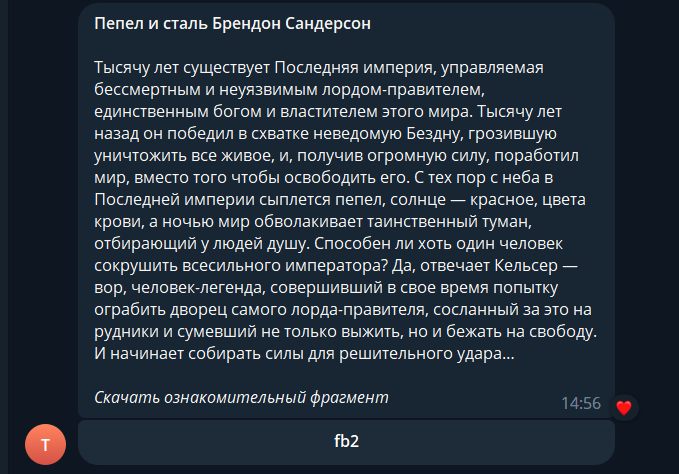 Пепел и сталь Брендон Сандерсон
Тысячу лет существует Последняя империя, управляемая
бессмертным и неуязвимым лордом-правителем,
единственным богом и властителем этого мира. Тысячу лет
назад он победил в схватке неведомую Бездну, грозившую
уничтожить все живое, и, получив огромную силу, поработил
мир, вместо того чтобы освободить его. С тех пор с неба в
Последней империи сыплется пепел, солнце — красное, цвета
крови, а ночью мир обволакивает таинственный туман,
отбирающий у людей душу. Способен ли хоть один человек
сокрушить всесильного императора? Да, отвечает Кельсер —
вор, человек-легенда, совершивший в свое время попытку
ограбить дворец самого лорда-правителя, сосланный за это на
рудники и сумевший не только выжить, но и бежать на свободу.
И начинает собирать силы для решительного удара...
Скачать ознакомительный фрагмент
14:56
Т
fb2